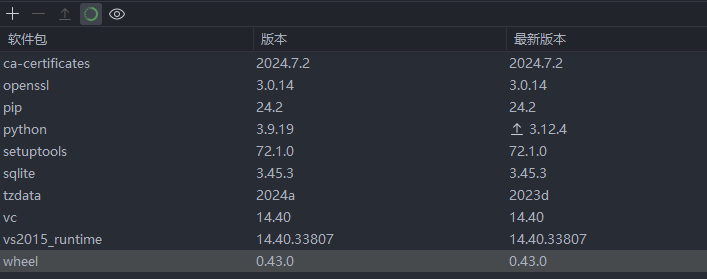 软件包 版本 最新版本
ca-certificates 2024.7.2 2024.7.2
openssl 3.0.14 3.0.14
pip 24.2 24.2
python 3.9.19 3.12.4
setuptools 72.1.0 72.1.0
sqlite 3.45.3 3.45.3
tzdata 2024a 2023d
vc 14.40 14.40
vs2015_runtime 14.40.33807 14.40.33807
wheel 0.43.0 0.43.0